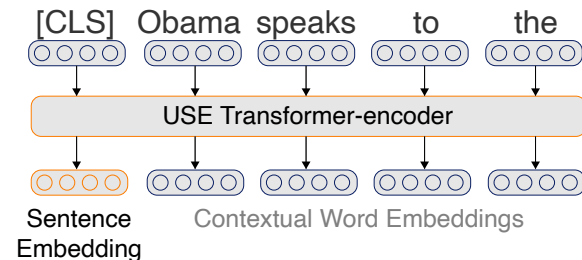 [CLS] Obama speaks to the
USE Transformer-encoder
Sentence Embedding
Contextual Word Embeddings